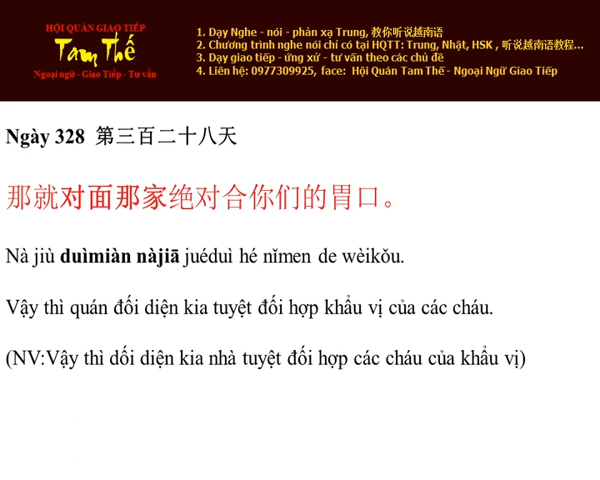 HỘI QUÁN GIAO TIẾP
Tam Thế
Ngoại ngữ - Giao Tiếp - Tư vấn
1. Dạy Nghe - nói - phản xạ Trung, 教你听说越南语
2. Chương trình nghe nói chỉ có tại HQTT: Trung, Nhật, HSK , 听说越南语教程...
3. Dạy giao tiếp - ứng xử - tư vấn theo các chủ đề
4. Liên hệ: 0977309925, face: Hội Quán Tam Thế - Ngoại Ngữ Giao Tiếp
Ngày 328 第三百二十八天
那就对面那家绝对合你们的胃口。
Nà jiù duìmiàn nàjiā juéduì hé nǐmen de wèikǒu.
Vậy thì quán đối diện kia tuyệt đối hợp khẩu vị của các cháu.
(NV:Vậy thì dối diện kia nhà tuyệt đối hợp các cháu của khẩu vị)